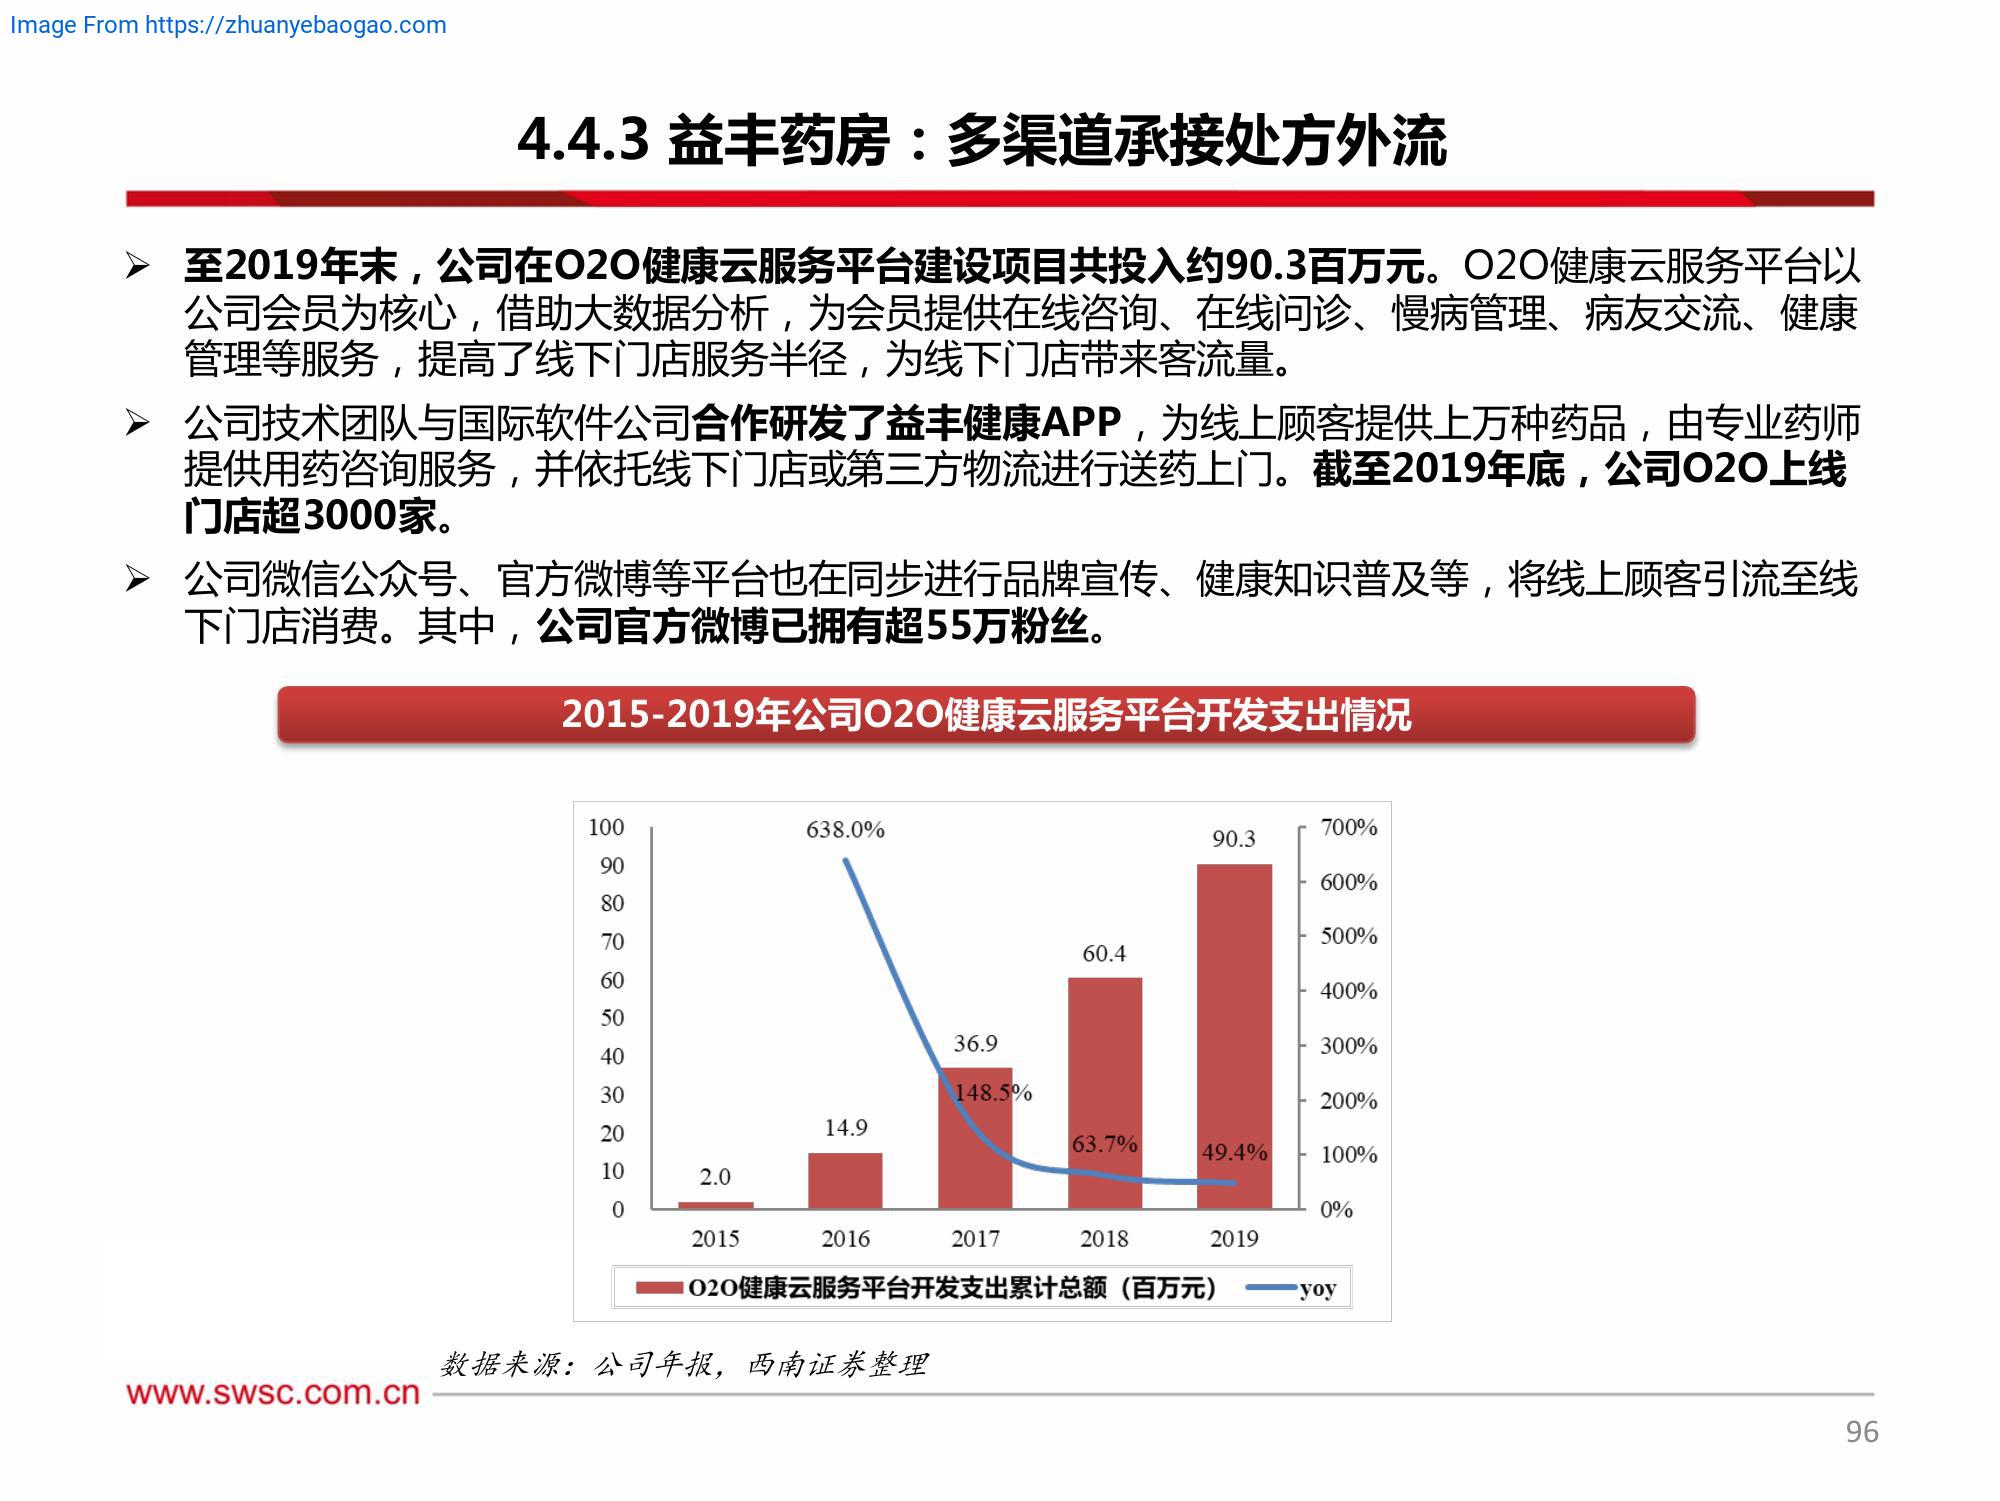 Image From https://zhuanyebaogao.com
4.4.3 益丰药房：多渠道承接处方外流
➢ 至2019年末，公司在O2O健康云服务平台建设项目共投入约90.3百万元。O2O健康云服务平台以
公司会员为核心，借助大数据分析，为会员提供在线咨询、在线问诊、慢病管理、病友交流、健康
管理等服务，提高了线下门店服务半径，为线下门店带来客流量。
➢ 公司技术团队与国际软件公司合作研发了益丰健康APP，为线上顾客提供上万种药品，由专业药师
提供用药咨询服务，并依托线下门店或第三方物流进行送药上门。截至2019年底，公司O2O上线
门店超3000家。
➢ 公司微信公众号、官方微博等平台也在同步进行品牌宣传、健康知识普及等，将线上顾客引流至线
下门店消费。其中，公司官方微博已拥有超55万粉丝。
2015-2019年公司O2O健康云服务平台开发支出情况
100
90
80
70
60
50
40
30
20
10
0
638.0%
148.5%
63.7%
49.4%
2.0
14.9
36.9
60.4
90.3
700%
600%
500%
400%
300%
200%
100%
0%
2015 2016 2017 2018 2019
O2O健康云服务平台开发支出累计总额（百万元） yoy
数据来源：公司年报，西南证券整理
www.swsc.com.cn
96